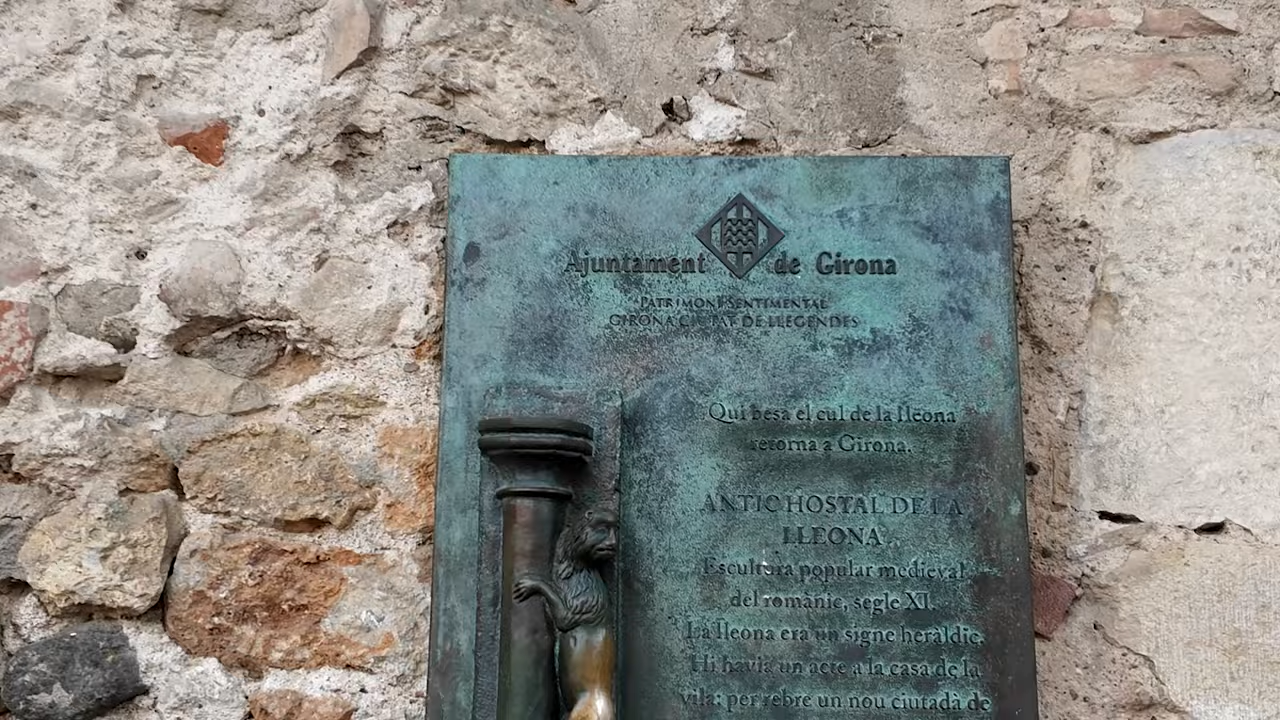 Ajuntament de Girona
PATRIMONI SENTIMENTAL
GIRONA CIUTAT DE LLEGENDES
Qui besa el cul de la lleona
retorna a Girona.
ANTIC HOSTAL DE LA
LLEONA
Escultura popular medieval
del romànic, segle XI.
La lleona era un signe heràldic.
Hi havia un acte a la casa de la
vila: per rebre un nou ciutadà de